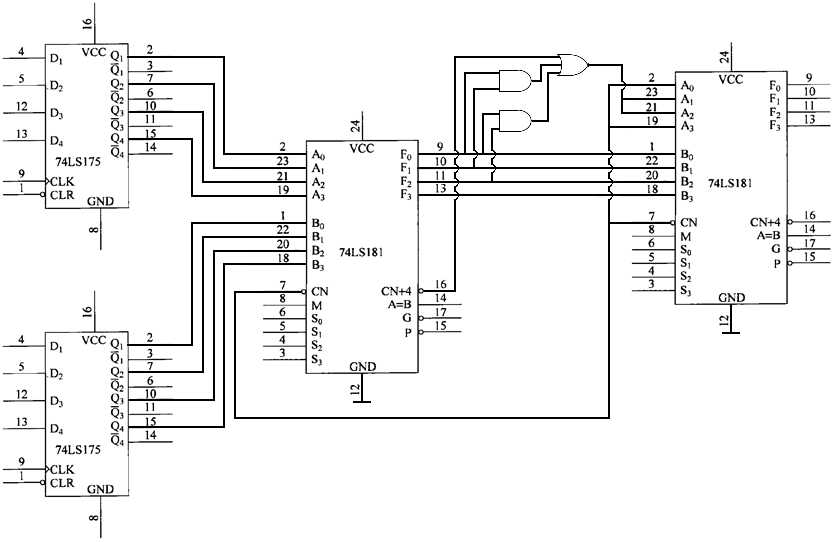 16
VCC
4 D1 Q1 2
Q̅1 3
5 D2 Q2 7
Q̅2 6
12 D3 Q3 10
Q̅3 11
13 D4 Q4 15
Q̅4 14
74LS175
9 CLK
1 CLR
GND
8
16
VCC
4 D1 Q1 2
Q̅1 3
5 D2 Q2 7
Q̅2 6
12 D3 Q3 10
Q̅3 11
13 D4 Q4 15
Q̅4 14
74LS175
9 CLK
1 CLR
GND
8
24
VCC
2 A0 F0 9
23 A1 F1 10
21 A2 F2 11
19 A3 F3 13
1 B0
22 B1
20 B2
18 B3
74LS181
7 CN CN+4 16
8 M A=B 14
6 S0 G 17
5 S1 P 15
4 S2
3 S3
GND
12
24
VCC
2 A0 F0 9
23 A1 F1 10
21 A2 F2 11
19 A3 F3 13
1 B0
22 B1
20 B2
18 B3
74LS181
7 CN CN+4 16
8 M A=B 14
6 S0 G 17
5 S1 P 15
4 S2
3 S3
GND
12